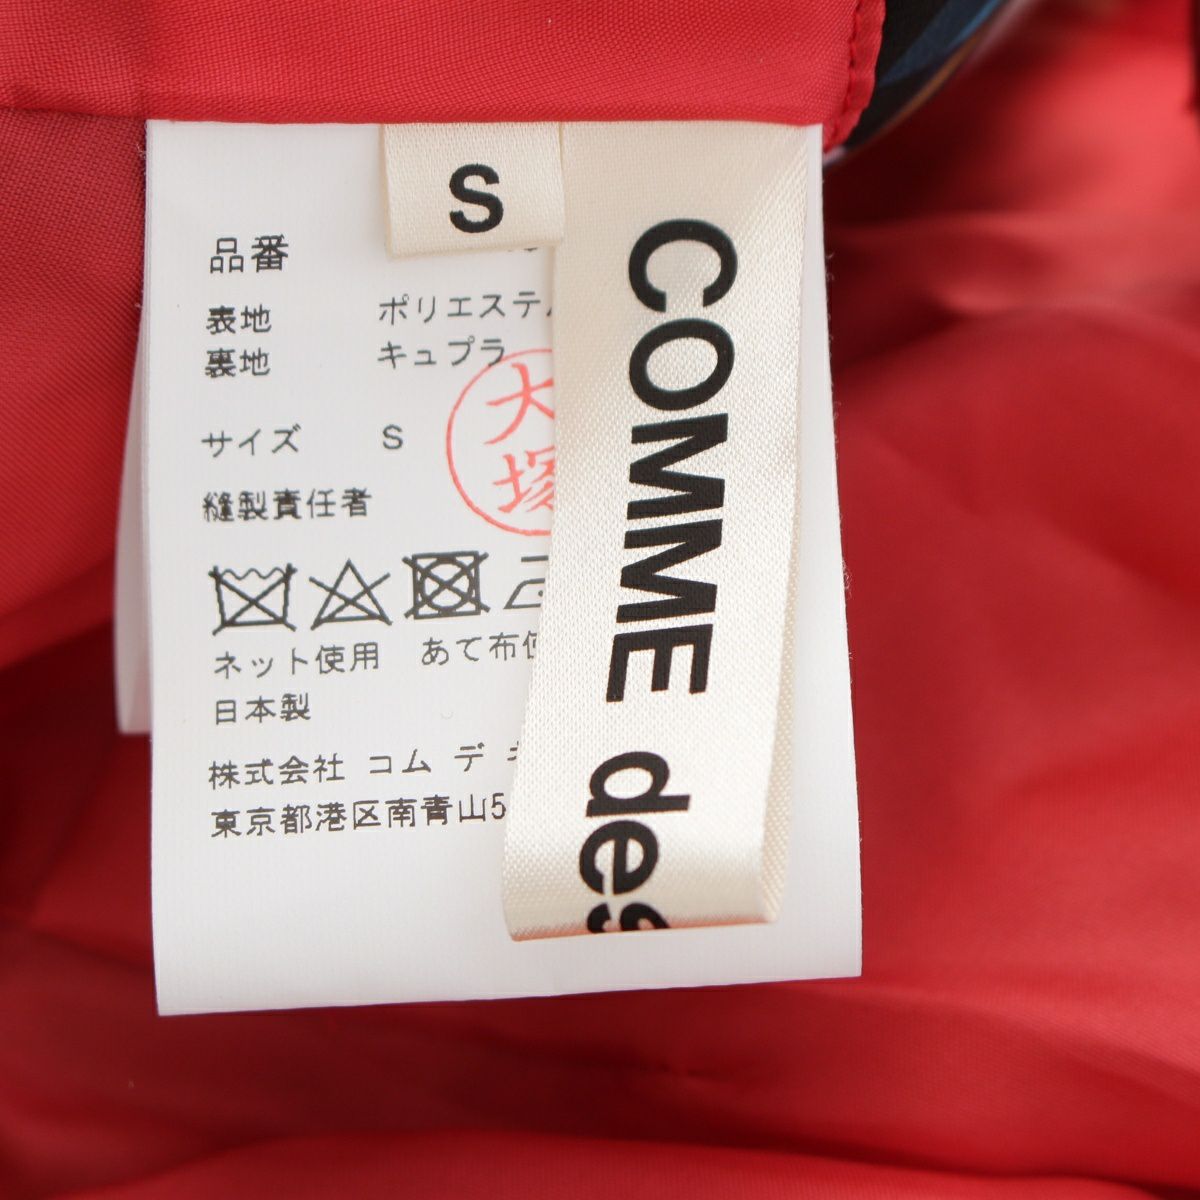 S
品番
表地 ポリエステ
裏地 キュプラ
サイズ S
縫製責任者
大塚
ネット使用 あて布使
日本製
株式会社 コム デ
東京都港区南青山5
COMME des